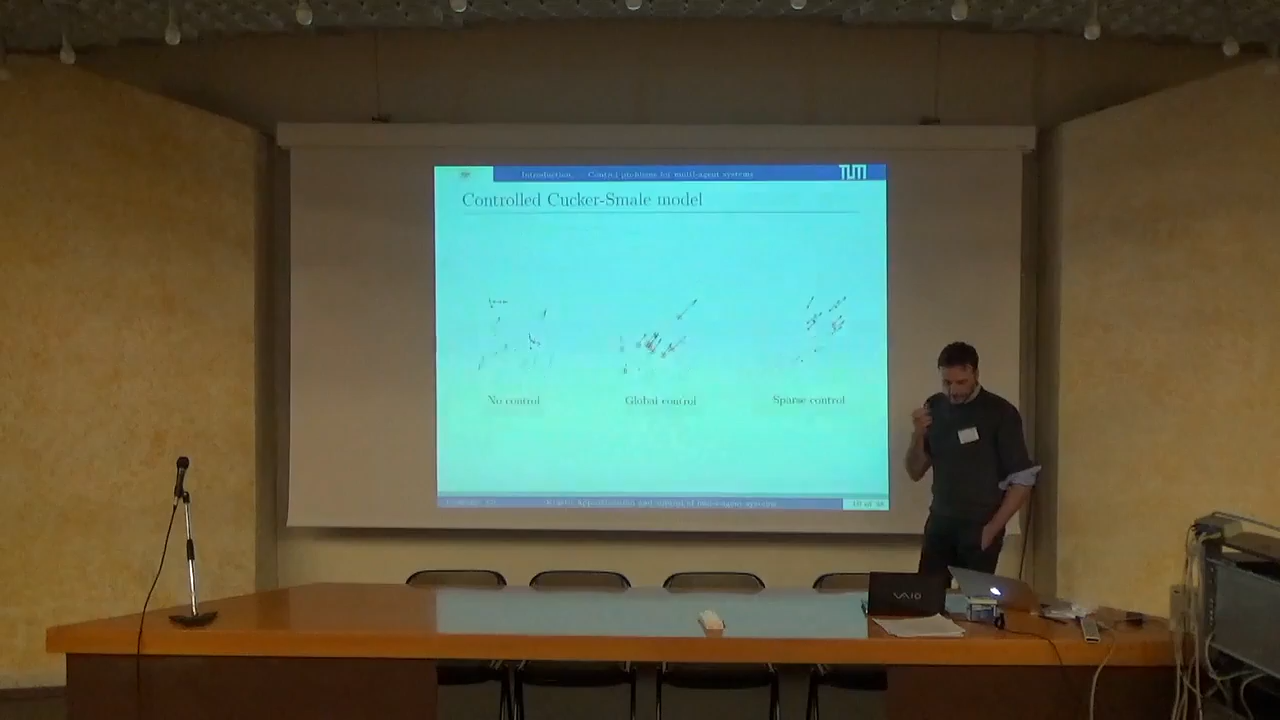 Introduction Control problems for multi-agent systems
TUM
Controlled Cucker-Smale model
No control
Global control
Sparse control
VAIO